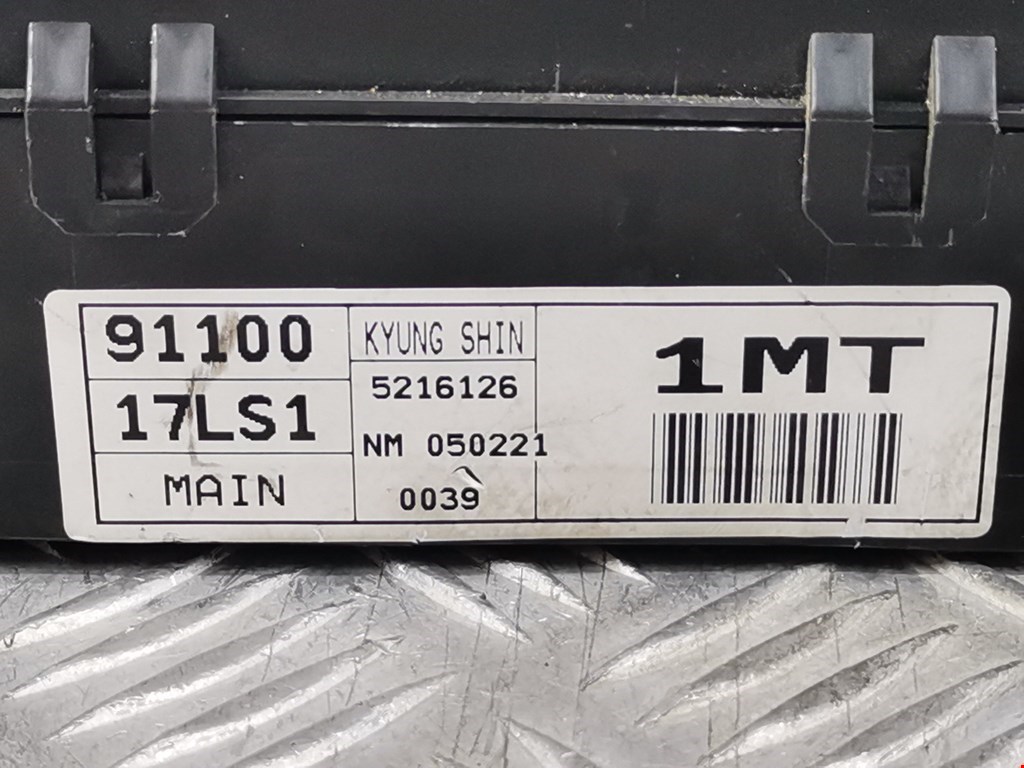 91100
17LS1
MAIN
KYUNG SHIN
5216126
NM 050221
0039
1MT